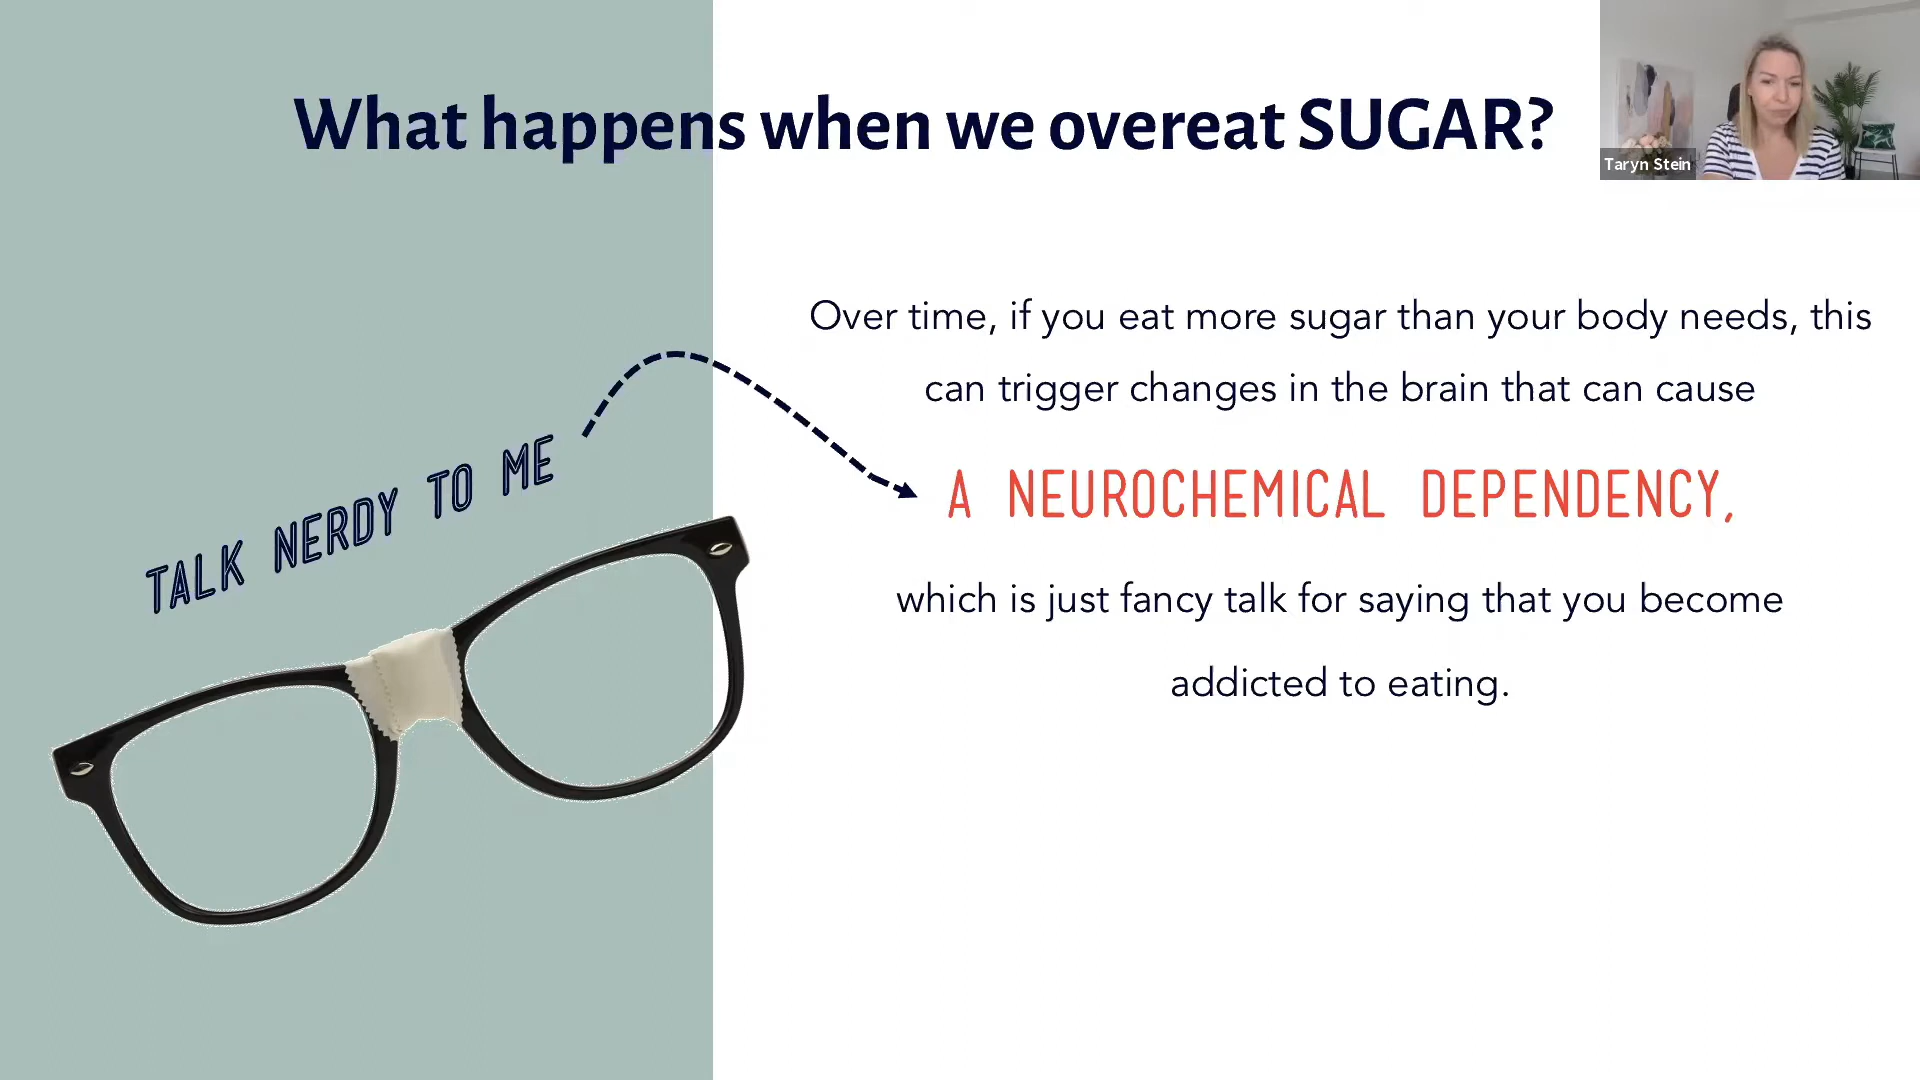 What happens when we overeat SUGAR?
Taryn Stein
Over time, if you eat more sugar than your body needs, this
can trigger changes in the brain that can cause
TALK NERDY TO ME
A NEUROCHEMICAL DEPENDENCY,
which is just fancy talk for saying that you become
addicted to eating.